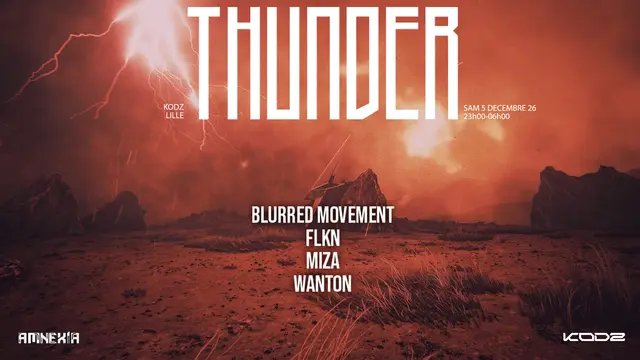 THUNDER
KODZ
LILLE
SAM 5 DECEMBRE 26
23h00-06h00
BLURRED MOVEMENT
FLKN
MIZA
WANTON
AMNEXIA
KODZ